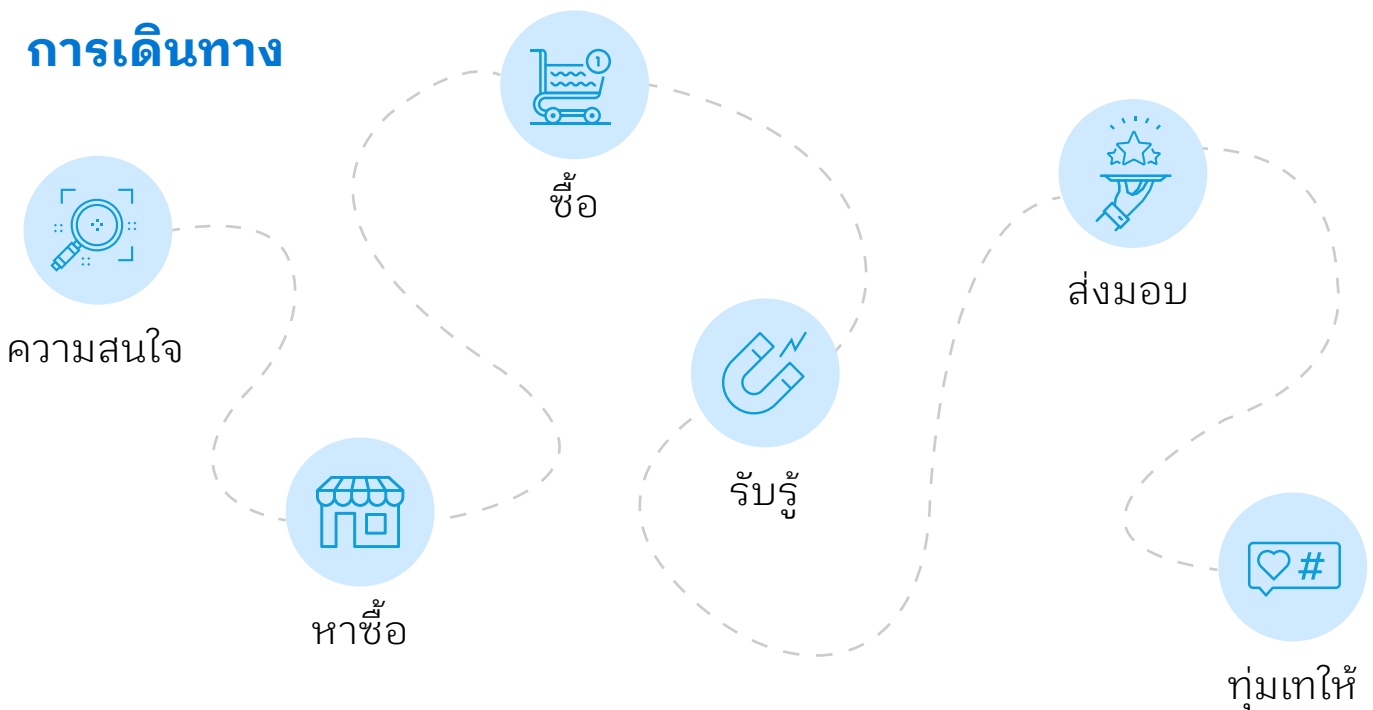 การเดินทาง
ความสนใจ
หาซื้อ
ซื้อ
1
รับรู้
ส่งมอบ
ทุ่มเทให้
#